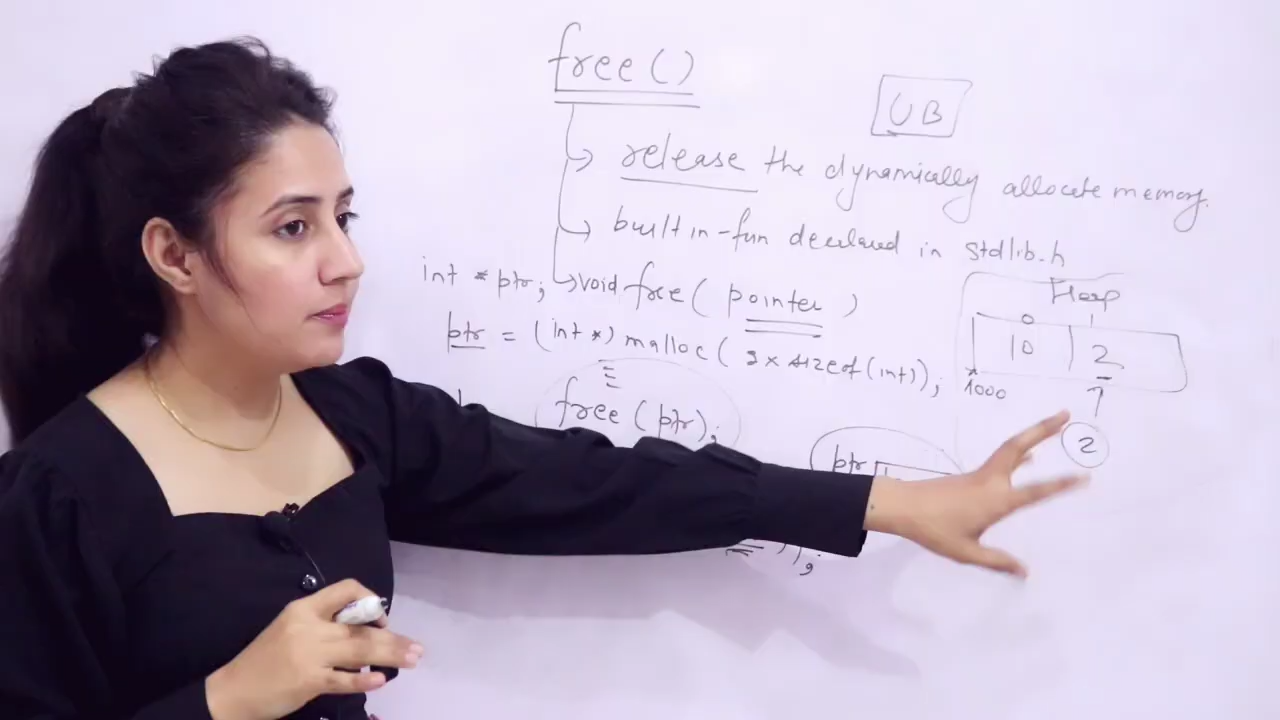 free()
UB
release the dynamically allocate memory.
built in-fun declared in stdlib.h
int *ptr; void free( pointer )
Heap
ptr = (int *) malloc( 3 x sizeof(int));
0 1
10 2
1000
free (ptr);
2
ptr
);